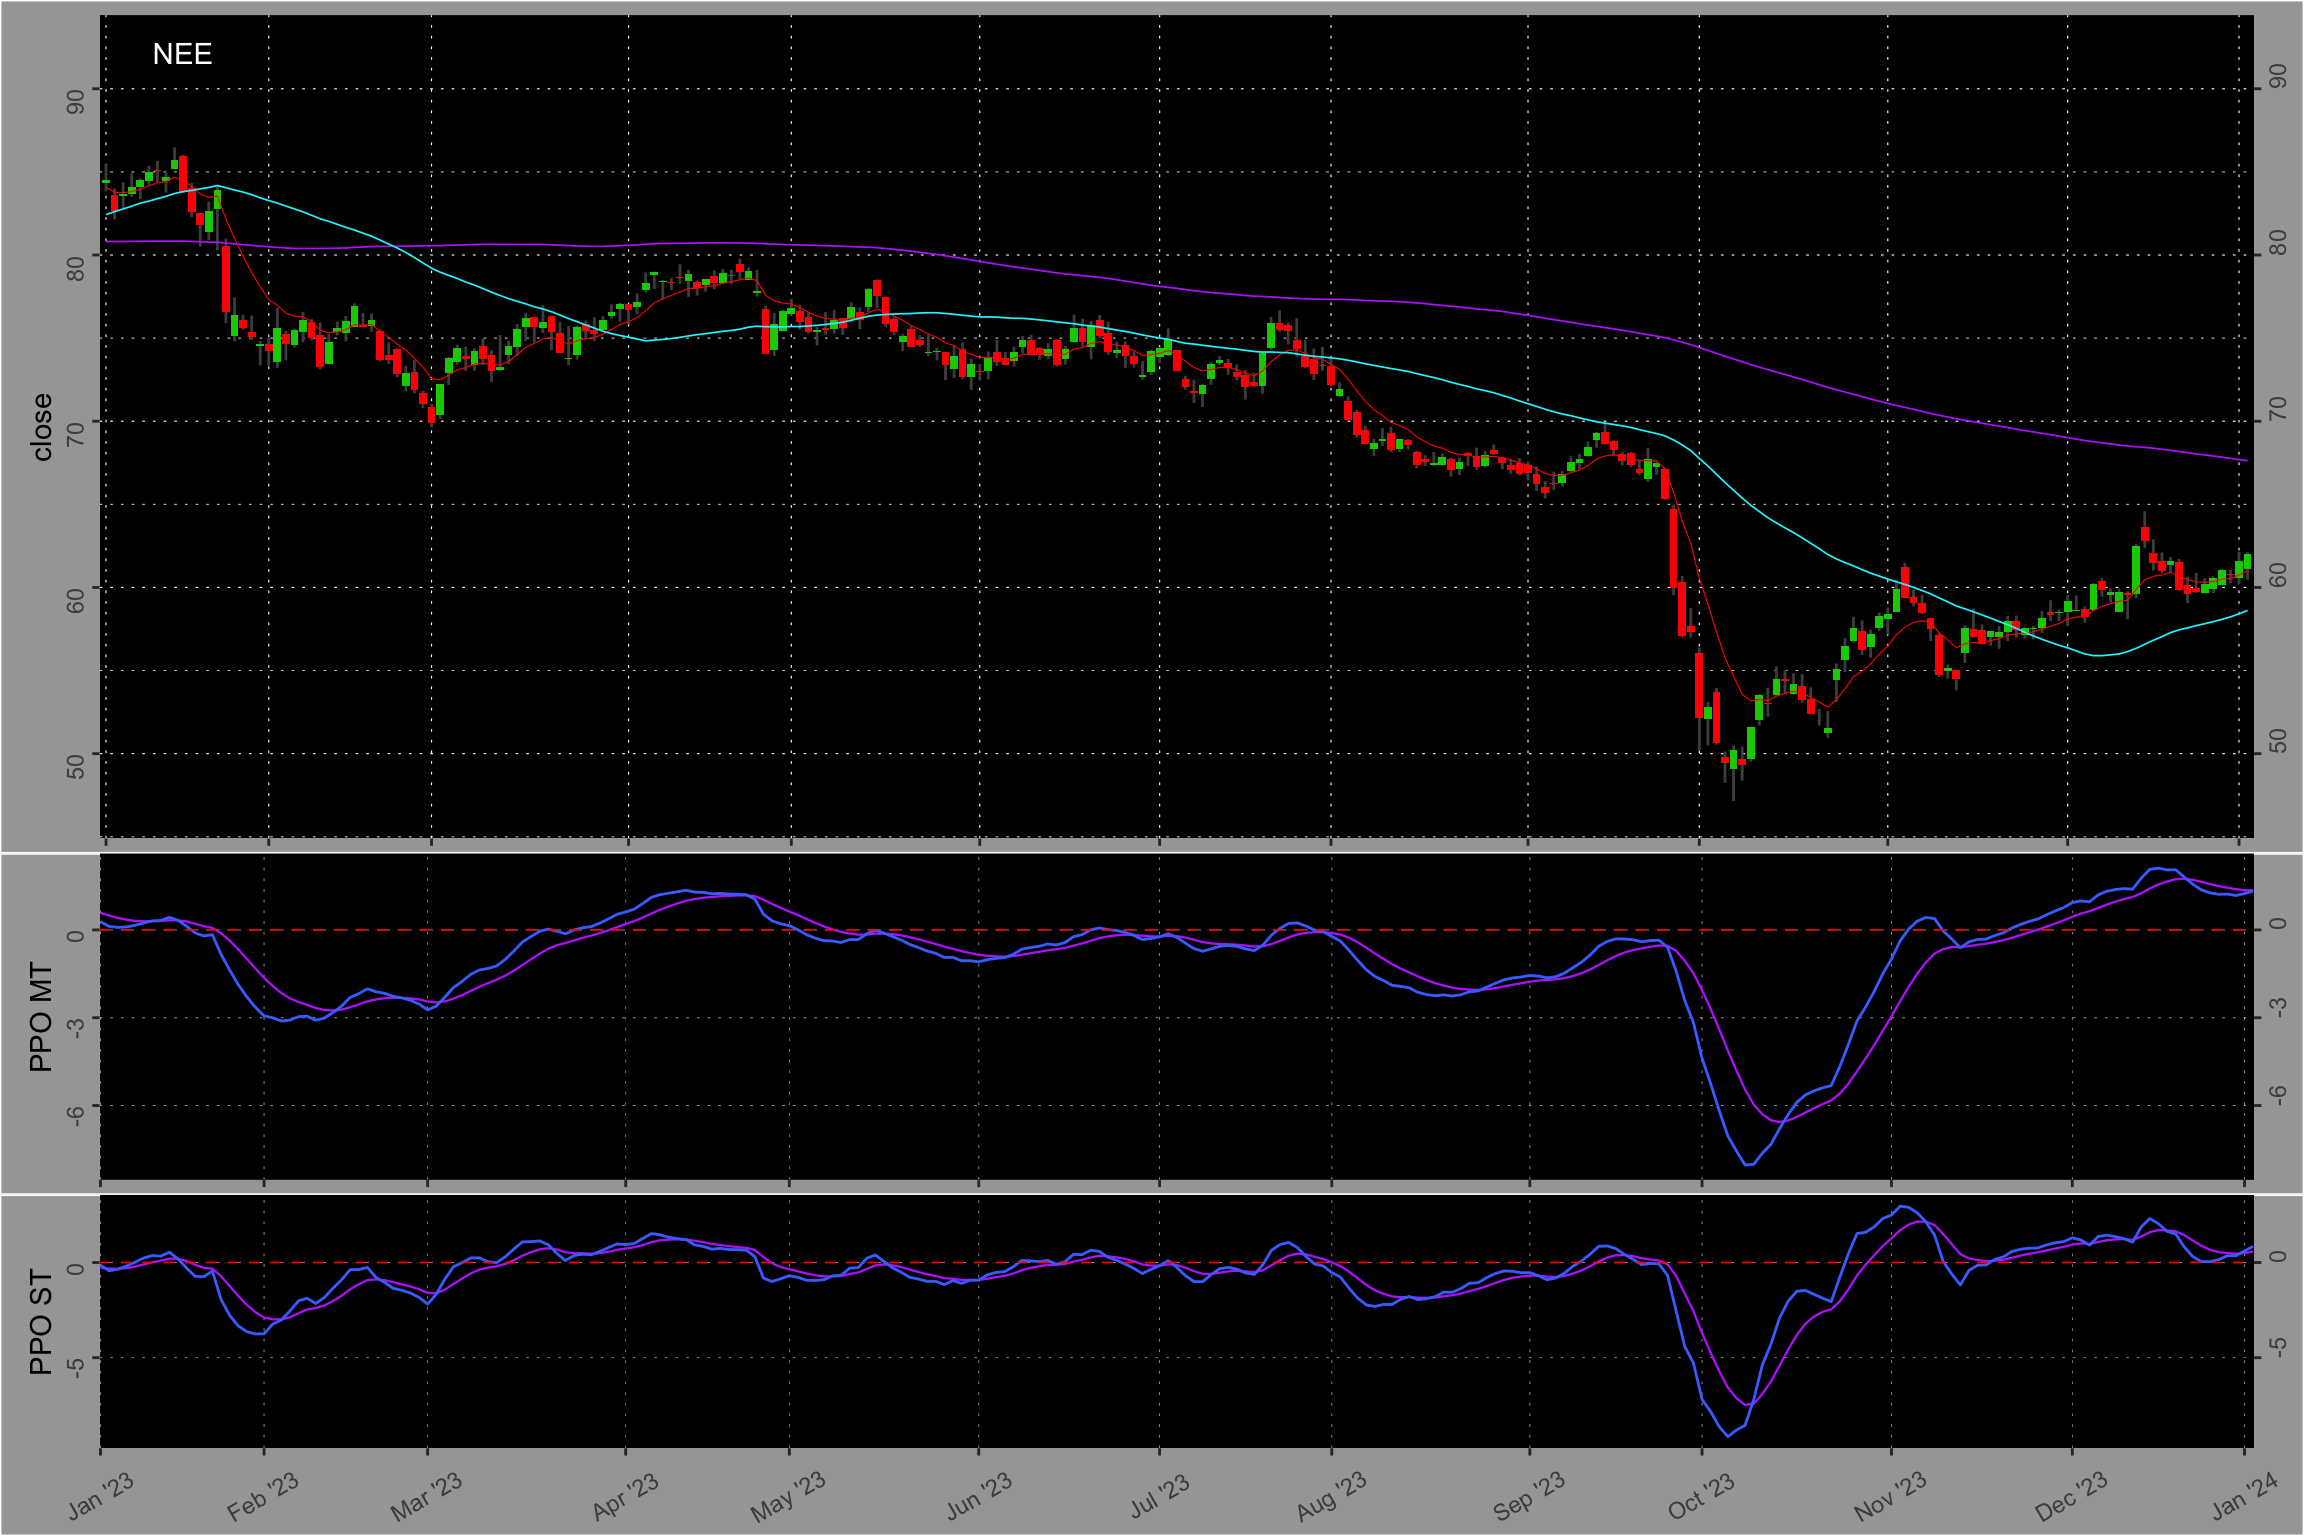 NEE
close
90
80
70
60
50
90
80
70
60
50
PPO MT
0
-3
-6
0
-3
-6
PPO ST
0
-5
0
-5
Jan '23
Feb '23
Mar '23
Apr '23
May '23
Jun '23
Jul '23
Aug '23
Sep '23
Oct '23
Nov '23
Dec '23
Jan '24